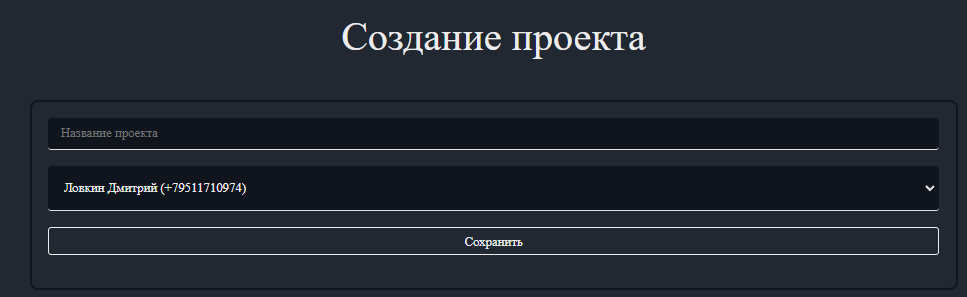 Создание проекта
Название проекта
Ловкин Дмитрий (+79511710974)
Сохранить